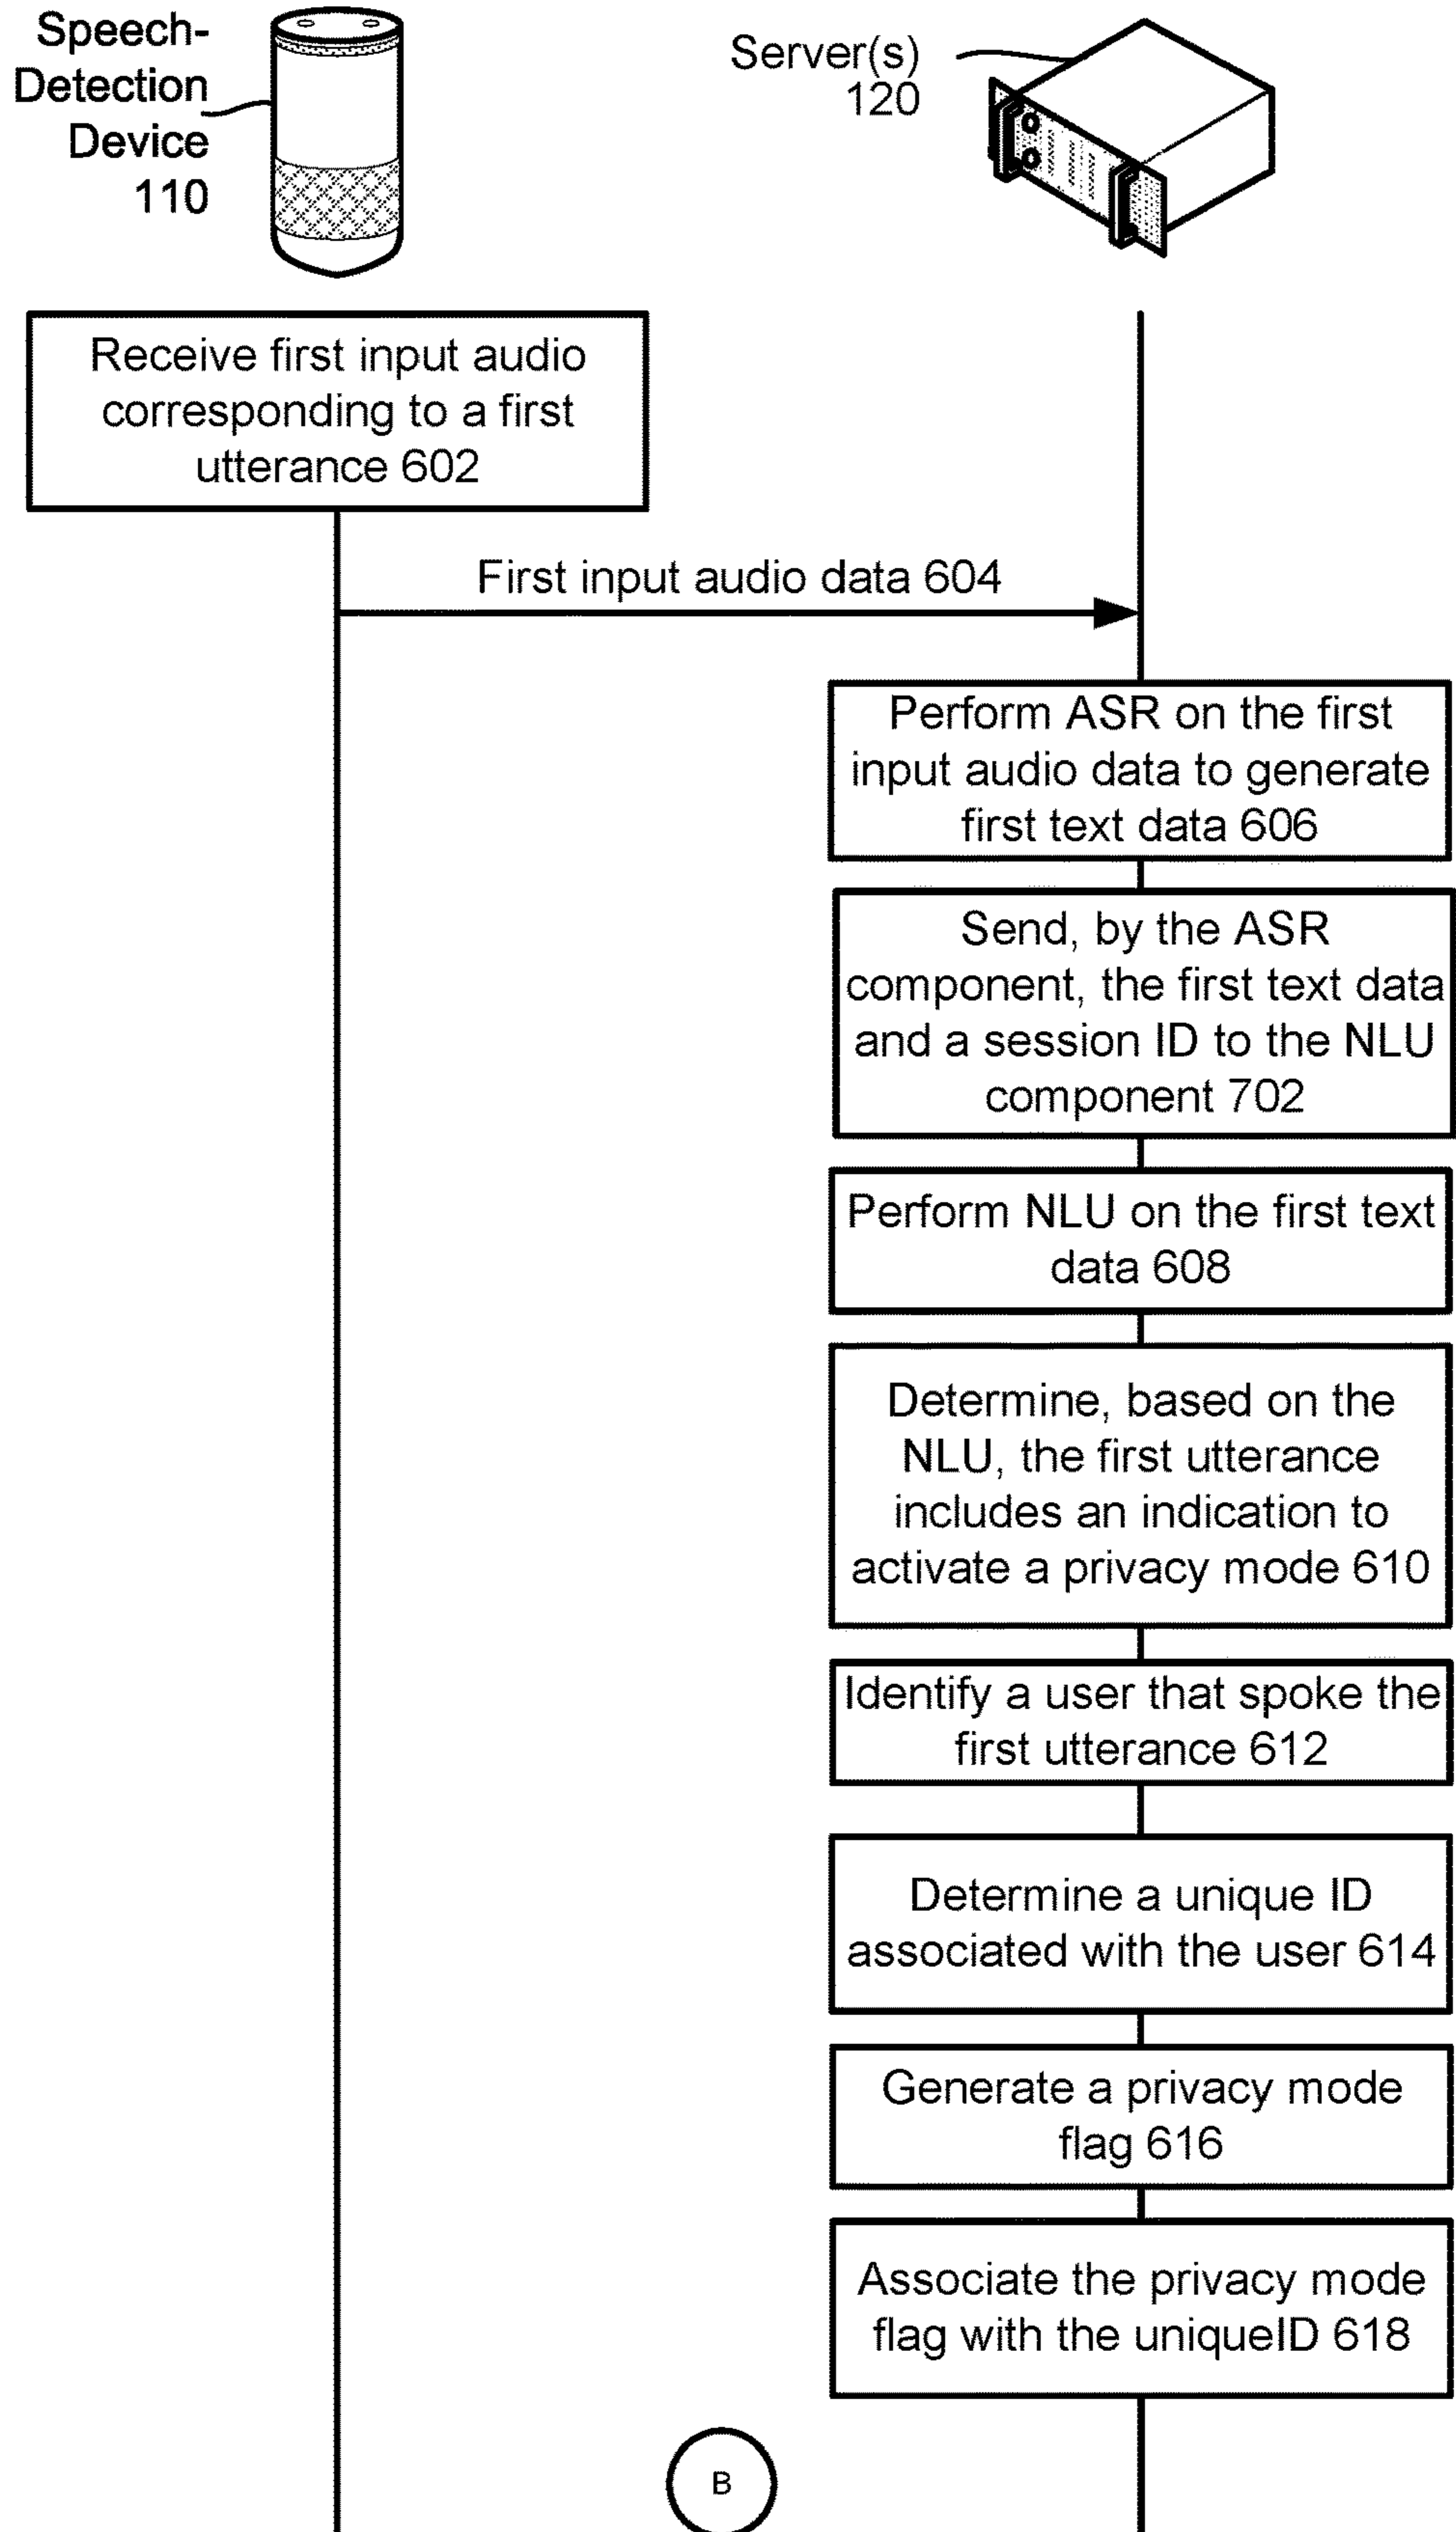 Speech-
Detection
Device
110
Server(s)
120
Receive first input audio
corresponding to a first
utterance 602
First input audio data 604
Perform ASR on the first
input audio data to generate
first text data 606
Send, by the ASR
component, the first text data
and a session ID to the NLU
component 702
Perform NLU on the first text
data 608
Determine, based on the
NLU, the first utterance
includes an indication to
activate a privacy mode 610
Identify a user that spoke the
first utterance 612
Determine a unique ID
associated with the user 614
Generate a privacy mode
flag 616
Associate the privacy mode
flag with the uniqueID 618
B